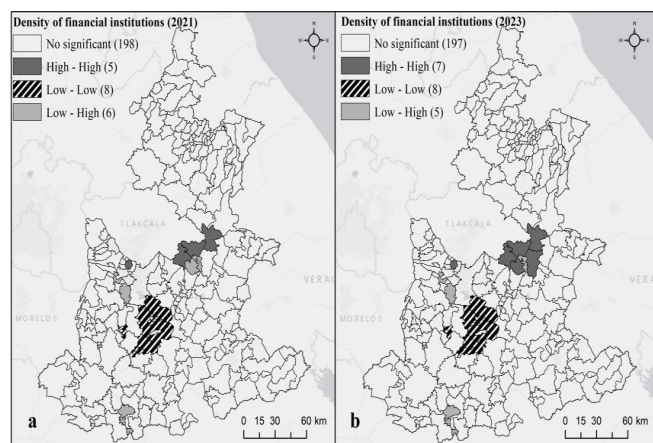 Density of financial institutions (2021)
No significant (198)
High - High (5)
Low - Low (8)
Low - High (6)
N
W
E
S
TLAXCALA
VERA
MORELOS
a
0 15 30 60 km
Density of financial institutions (2023)
No significant (197)
High - High (7)
Low - Low (8)
Low - High (5)
N
W
E
S
TLAXCALA
VERAC
MORELOS
b
0 15 30 60 km